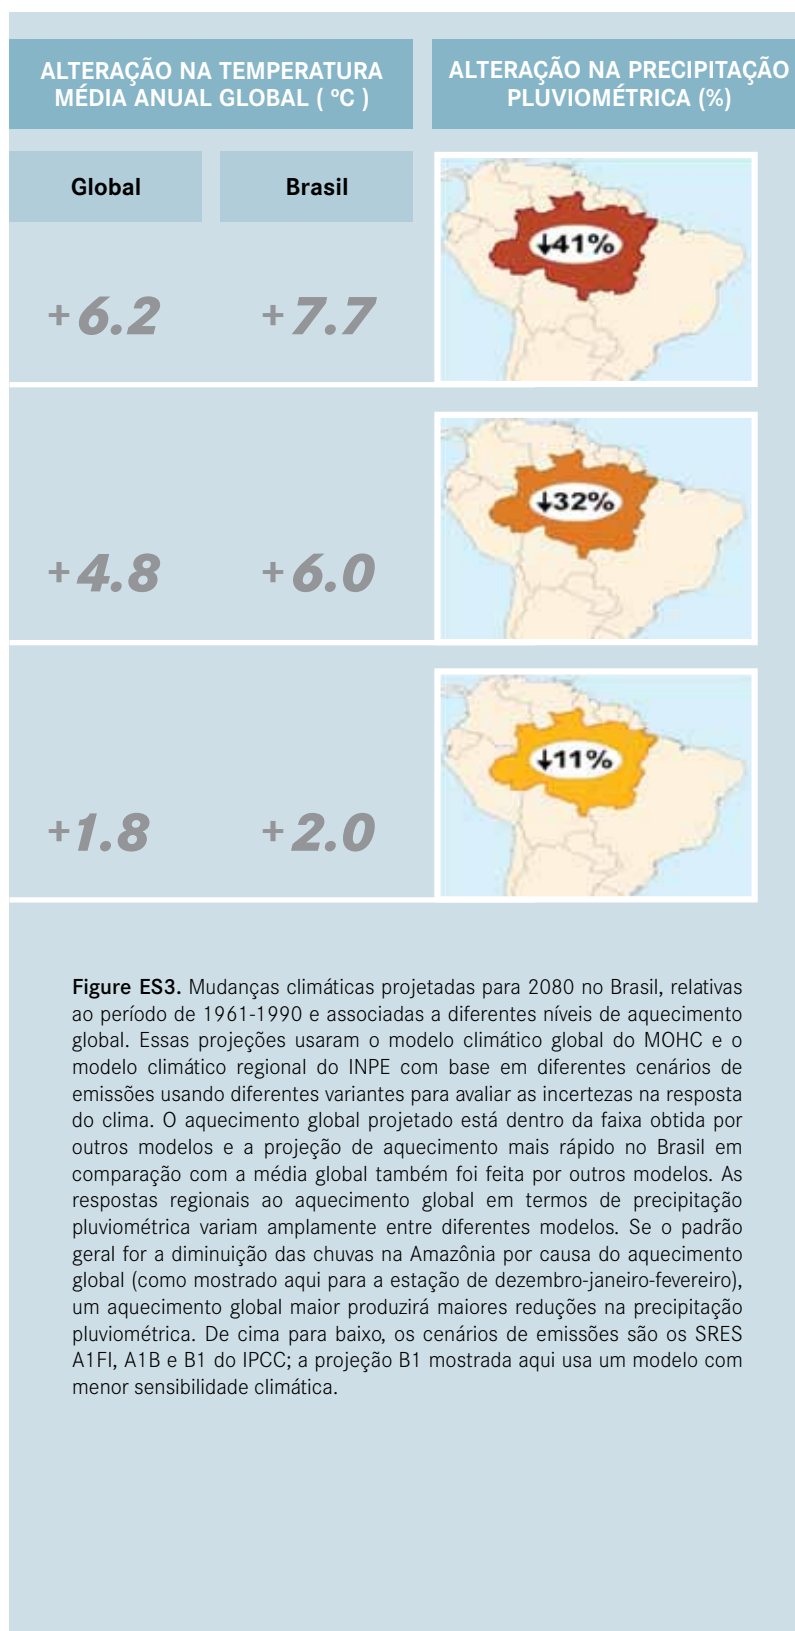 ALTERAÇÃO NA TEMPERATURA
MÉDIA ANUAL GLOBAL ( ºC )
ALTERAÇÃO NA PRECIPITAÇÃO
PLUVIOMÉTRICA (%)
Global
Brasil
↓41%
+6.2
+7.7
↓32%
+4.8
+6.0
↓11%
+1.8
+2.0
Figure ES3. Mudanças climáticas projetadas para 2080 no Brasil, relativas
ao período de 1961-1990 e associadas a diferentes níveis de aquecimento
global. Essas projeções usaram o modelo climático global do MOHC e o
modelo climático regional do INPE com base em diferentes cenários de
emissões usando diferentes variantes para avaliar as incertezas na resposta
do clima. O aquecimento global projetado está dentro da faixa obtida por
outros modelos e a projeção de aquecimento mais rápido no Brasil em
comparação com a média global também foi feita por outros modelos. As
respostas regionais ao aquecimento global em termos de precipitação
pluviométrica variam amplamente entre diferentes modelos. Se o padrão
geral for a diminuição das chuvas na Amazônia por causa do aquecimento
global (como mostrado aqui para a estação de dezembro-janeiro-fevereiro),
um aquecimento global maior produzirá maiores reduções na precipitação
pluviométrica. De cima para baixo, os cenários de emissões são os SRES
A1FI, A1B e B1 do IPCC; a projeção B1 mostrada aqui usa um modelo com
menor sensibilidade climática.